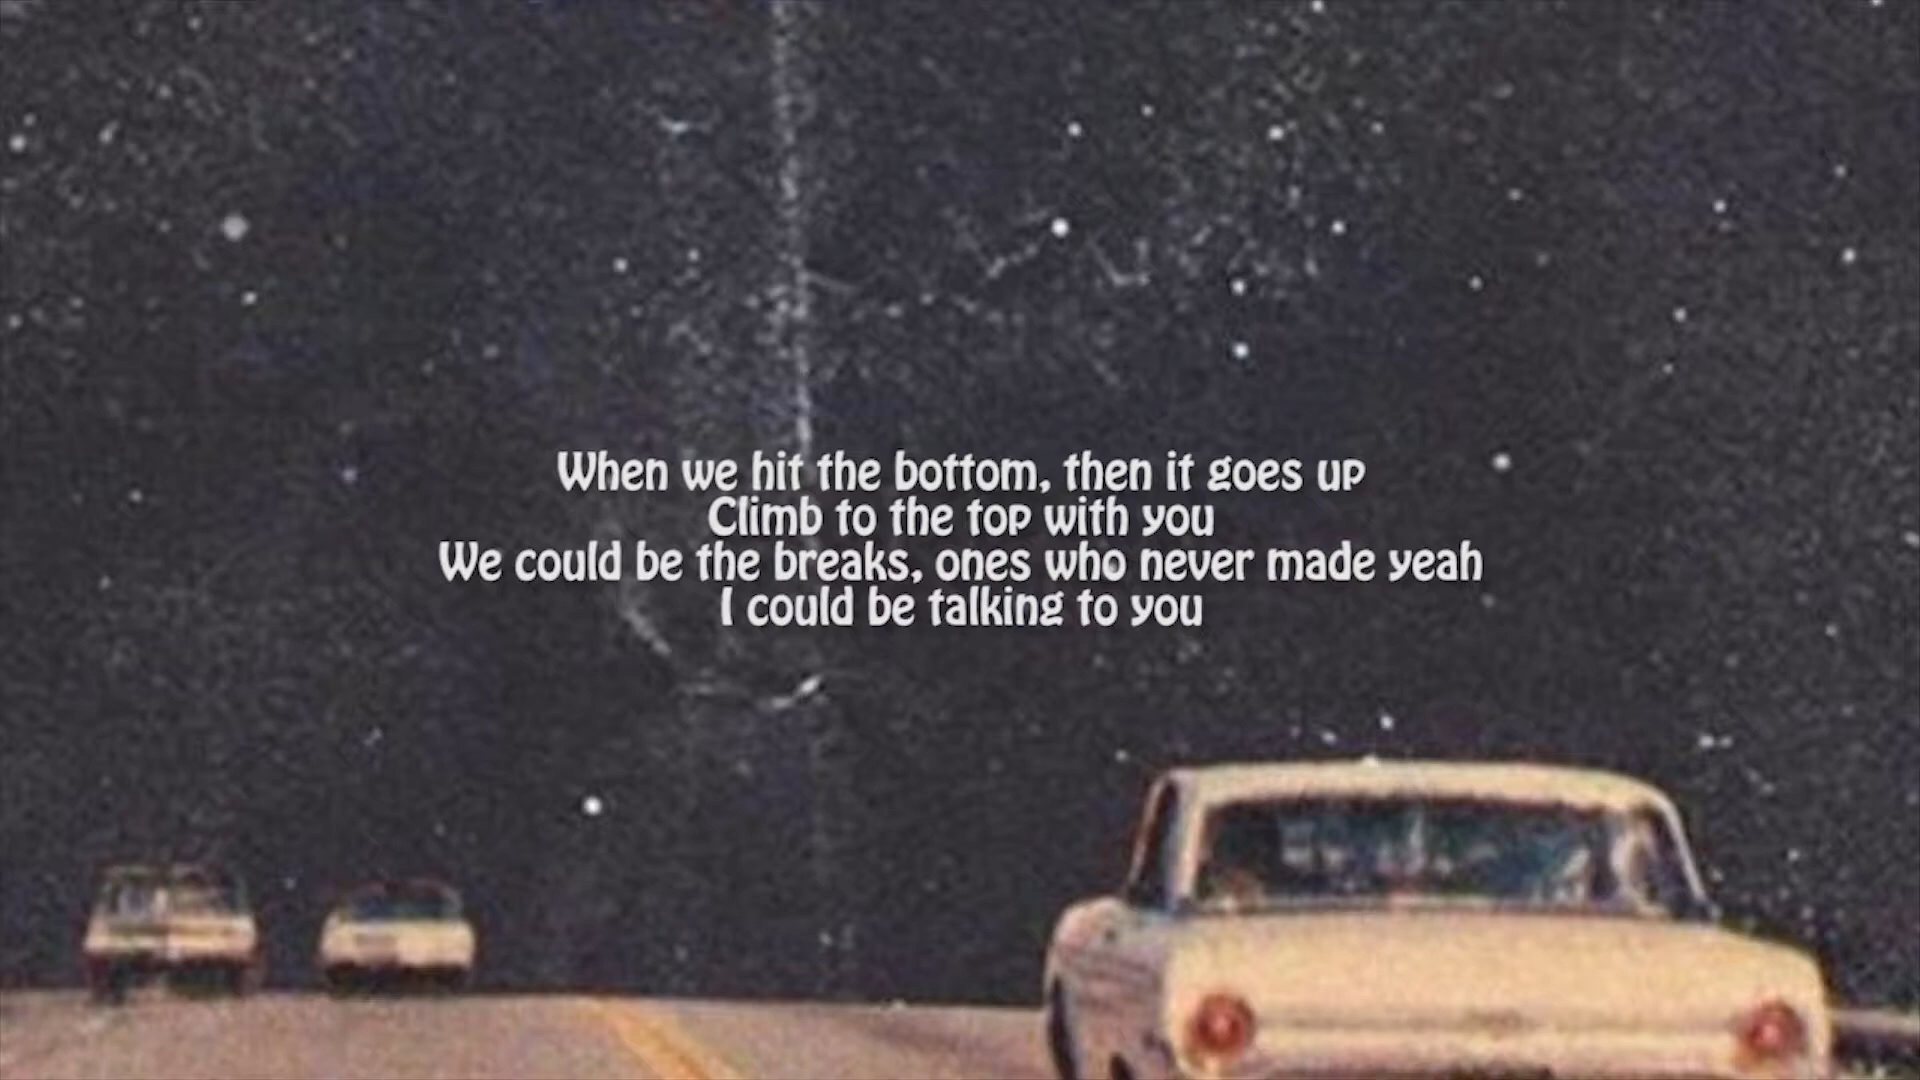 When we hit the bottom, then it goes up
Climb to the top with you
We could be the breaks, ones who never made yeah
I could be talking to you